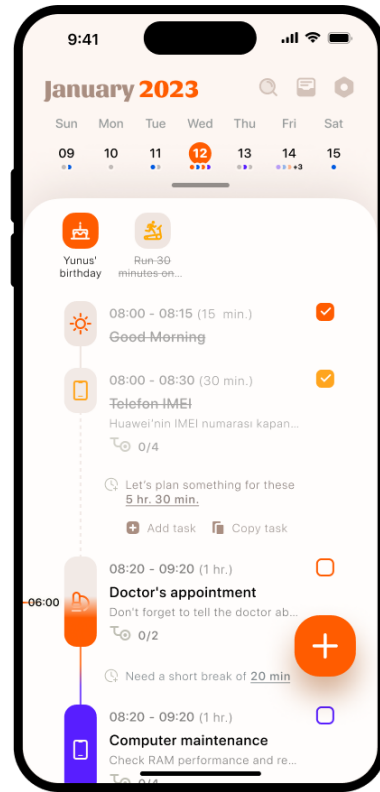 9:41
January 2023
Sun Mon Tue Wed Thu Fri Sat
09 10 11 12 13 14 15
+3
Yunus' birthday
Run 30 minutes on...
08:00 - 08:15 (15 min.)
Good Morning
08:00 - 08:30 (30 min.)
Telefon IMEI
Huawei'nin IMEI numarası kapan...
0/4
Let's plan something for these
5 hr. 30 min.
Add task Copy task
08:20 - 09:20 (1 hr.)
06:00
Doctor's appointment
Don't forget to tell the doctor ab...
0/2
Need a short break of 20 min
08:20 - 09:20 (1 hr.)
Computer maintenance
Check RAM performance and re...
0/4